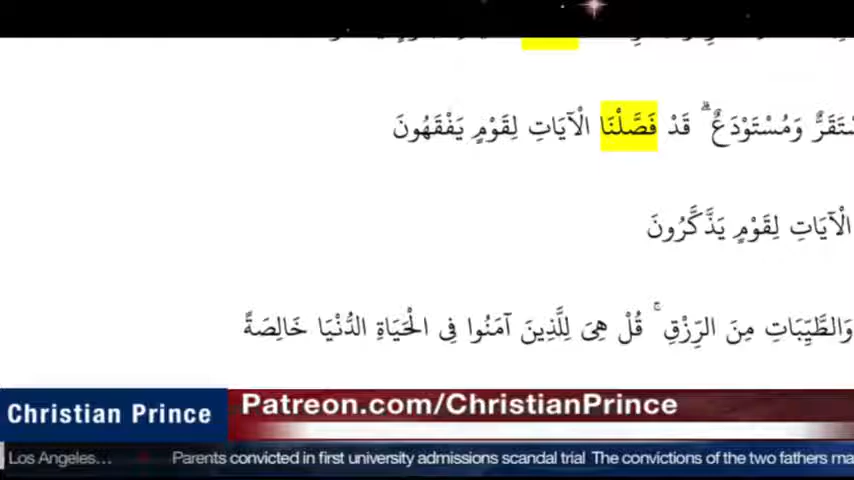 ـتَقَرٌّ وَمُسْتَوْدَعٌ ۗ قَدْ فَصَّلْنَا الْآيَاتِ لِقَوْمٍ يَفْقَهُونَ
الْآيَاتِ لِقَوْمٍ يَذَّكَّرُونَ
وَالطَّيِّبَاتِ مِنَ الرِّزْقِ ۚ قُلْ هِىَ لِلَّذِينَ آمَنُوا فِى الْحَيَاةِ الدُّنْيَا خَالِصَةً
Patreon.com/ChristianPrince
Christian Prince
Los Angeles... Parents convicted in first university admissions scandal trial The convictions of the two fathers ma